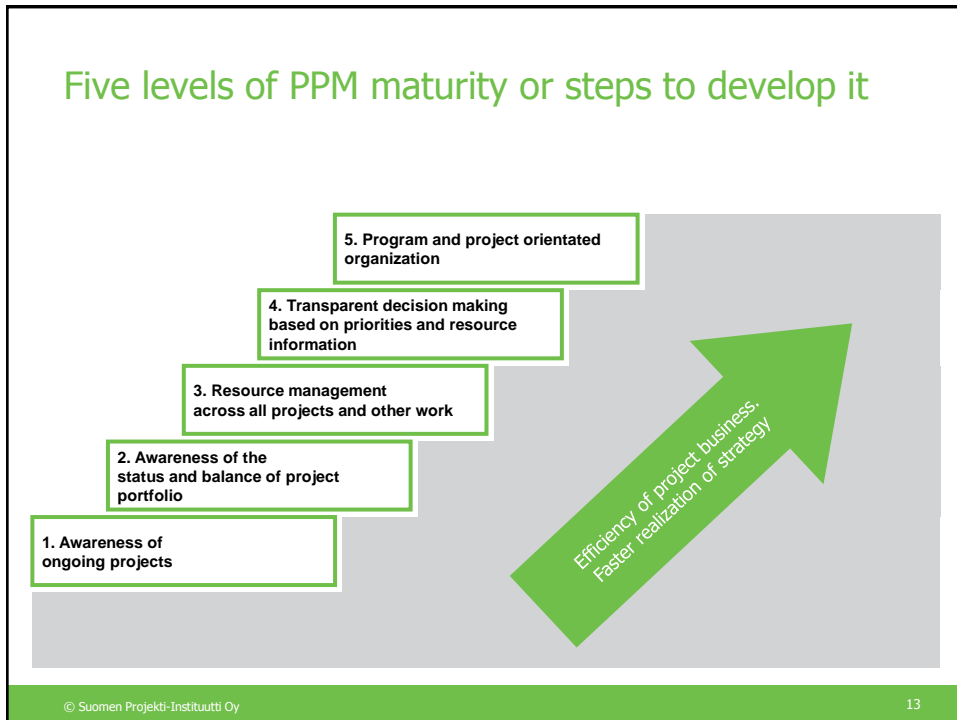 Five levels of PPM maturity or steps to develop it
5. Program and project orientated
organization
4. Transparent decision making
based on priorities and resource
information
3. Resource management
across all projects and other work
2. Awareness of the
status and balance of project
portfolio
1. Awareness of
ongoing projects
Efficiency of project business.
Faster realization of strategy
© Suomen Projekti-Instituutti Oy
13